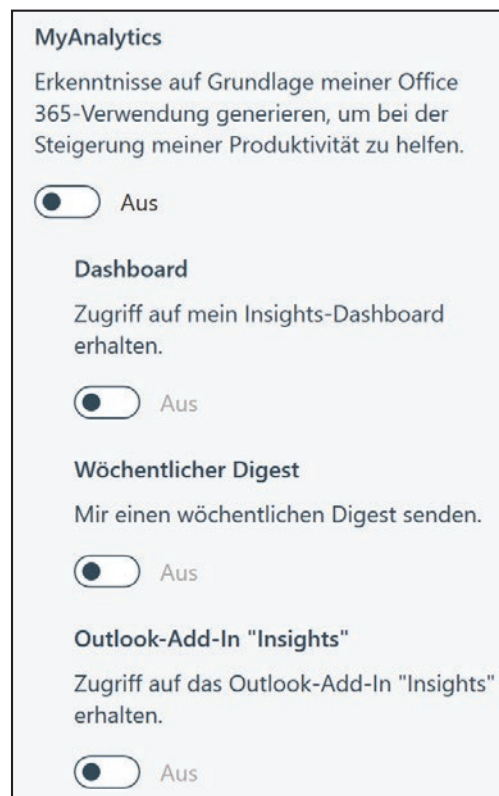 MyAnalytics
Erkenntnisse auf Grundlage meiner Office
365-Verwendung generieren, um bei der
Steigerung meiner Produktivität zu helfen.
Aus
Dashboard
Zugriff auf mein Insights-Dashboard
erhalten.
Aus
Wöchentlicher Digest
Mir einen wöchentlichen Digest senden.
Aus
Outlook-Add-In "Insights"
Zugriff auf das Outlook-Add-In "Insights"
erhalten.
Aus